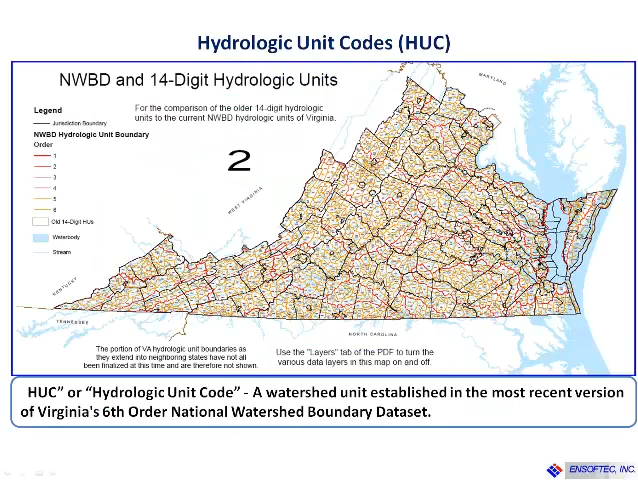 Hydrologic Unit Codes (HUC)
NWBD and 14-Digit Hydrologic Units
For the comparison of the older 14-digit hydrologic
units to the current NWBD hydrologic units of Virginia.
Legend
Jurisdiction Boundary
NWBD Hydrologic Unit Boundary
Order
1
2
3
4
5
6
Old 14-Digit HUs
Waterbody
Stream
2
MARYLAND
WEST VIRGINIA
KENTUCKY
TENNESSEE
NORTH CAROLINA
The portion of VA hydrologic unit boundaries as
they extend into neighboring states have not all
been finalized at this time and are therefore not shown.
Use the "Layers" tab of the PDF to turn the
various data layers in this map on and off.
HUC” or “Hydrologic Unit Code” - A watershed unit established in the most recent version
of Virginia's 6th Order National Watershed Boundary Dataset.
ENSOFTEC, INC.